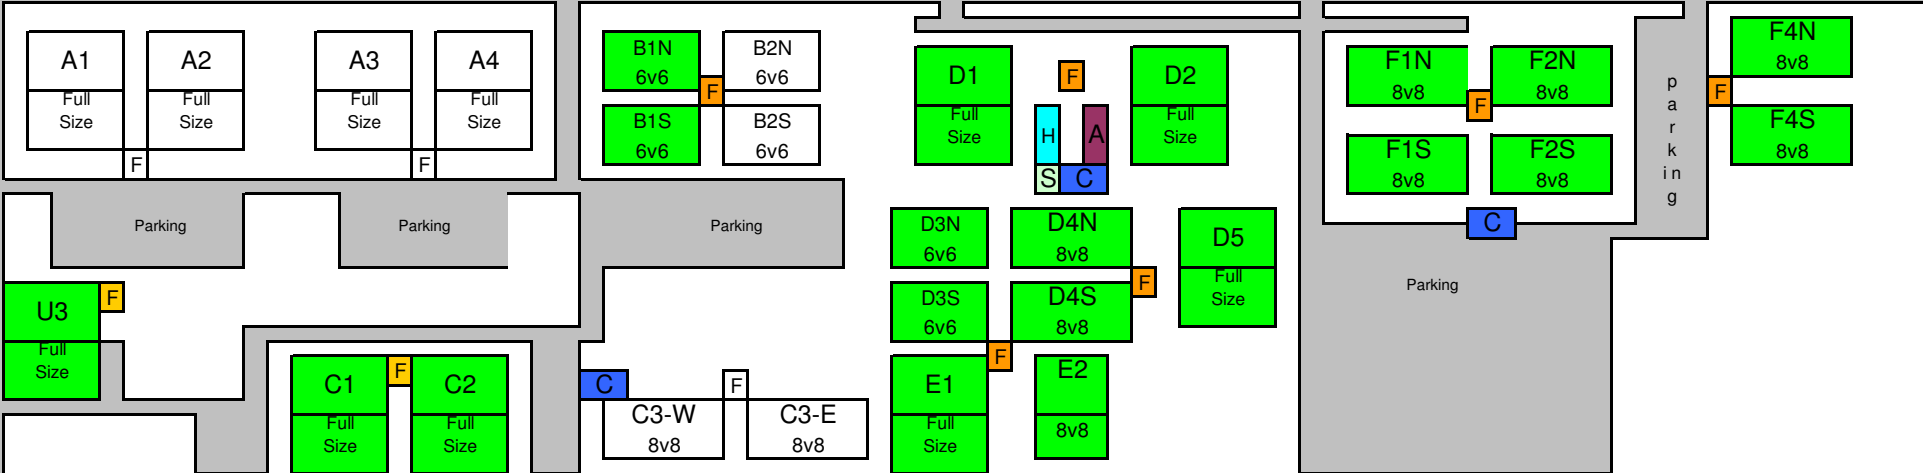 A1
Full
Size
A2
Full
Size
F
A3
Full
Size
A4
Full
Size
F
B1N
6v6
B2N
6v6
F
B1S
6v6
B2S
6v6
D1
Full
Size
F
D2
Full
Size
H
A
S
C
F1N
8v8
F2N
8v8
F
F1S
8v8
F2S
8v8
C
parking
F4N
8v8
F
F4S
8v8
Parking
Parking
Parking
D3N
6v6
D4N
8v8
D5
Full
Size
F
D3S
6v6
D4S
8v8
F
Parking
U3
Full
Size
F
C1
Full
Size
F
C2
Full
Size
C
F
C3-W
8v8
C3-E
8v8
E1
Full
Size
E2
8v8